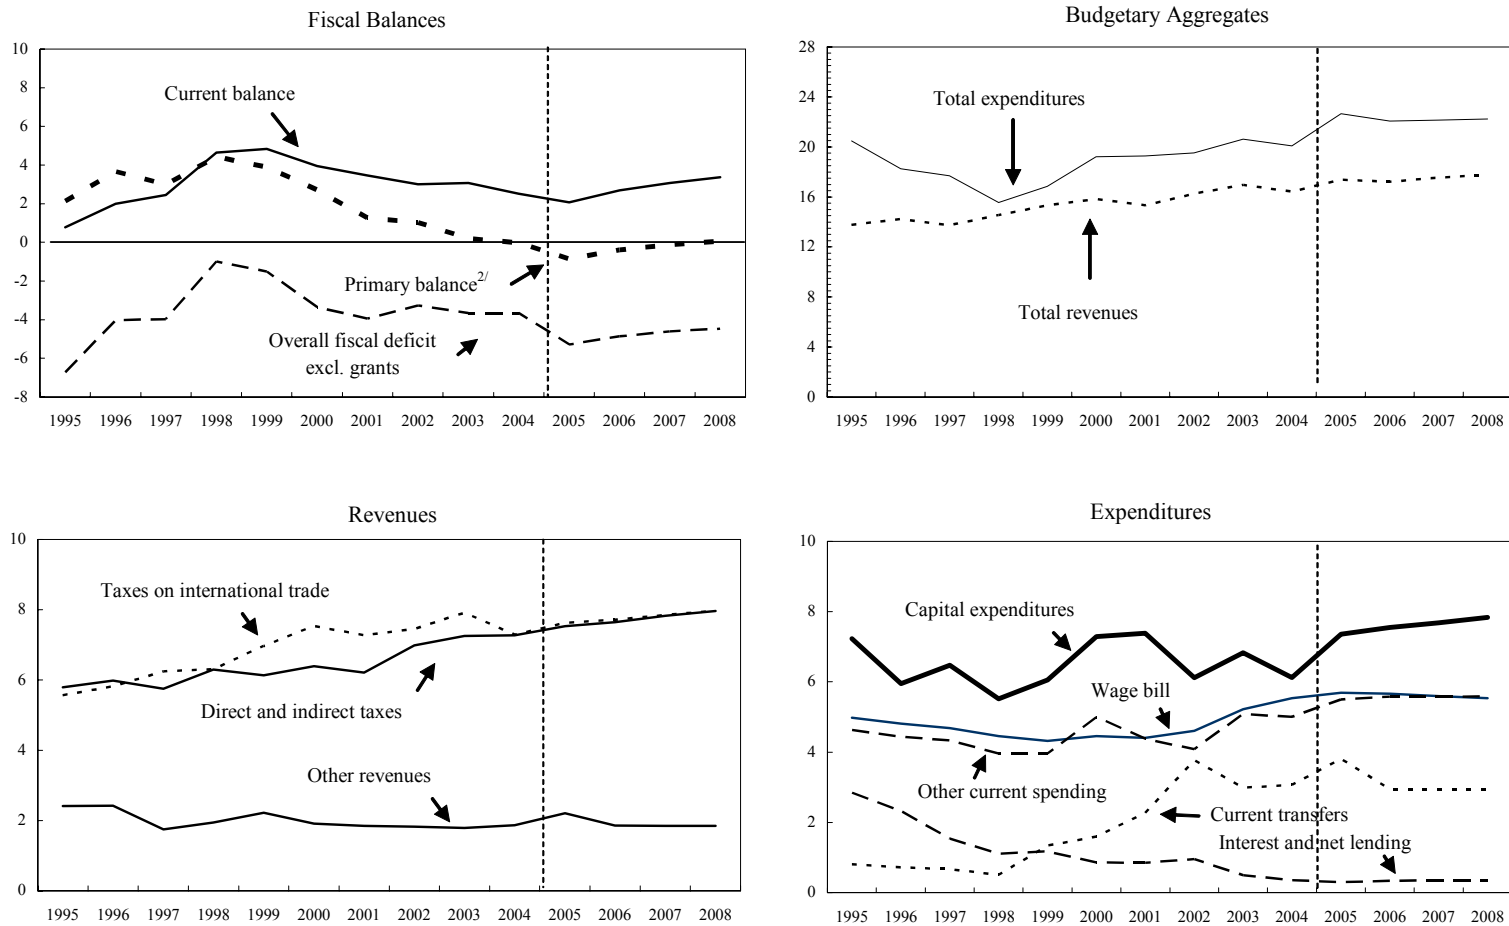 Fiscal Balances
10
8
6
4
2
0
-2
-4
-6
-8
Current balance
Primary balance2/
Overall fiscal deficit
excl. grants
1995 1996 1997 1998 1999 2000 2001 2002 2003 2004 2005 2006 2007 2008
Budgetary Aggregates
28
24
20
16
12
8
4
0
Total expenditures
Total revenues
1995 1996 1997 1998 1999 2000 2001 2002 2003 2004 2005 2006 2007 2008
Revenues
10
8
6
4
2
0
Taxes on international trade
Direct and indirect taxes
Other revenues
1995 1996 1997 1998 1999 2000 2001 2002 2003 2004 2005 2006 2007 2008
Expenditures
10
8
6
4
2
0
Capital expenditures
Wage bill
Other current spending
Current transfers
Interest and net lending
1995 1996 1997 1998 1999 2000 2001 2002 2003 2004 2005 2006 2007 2008